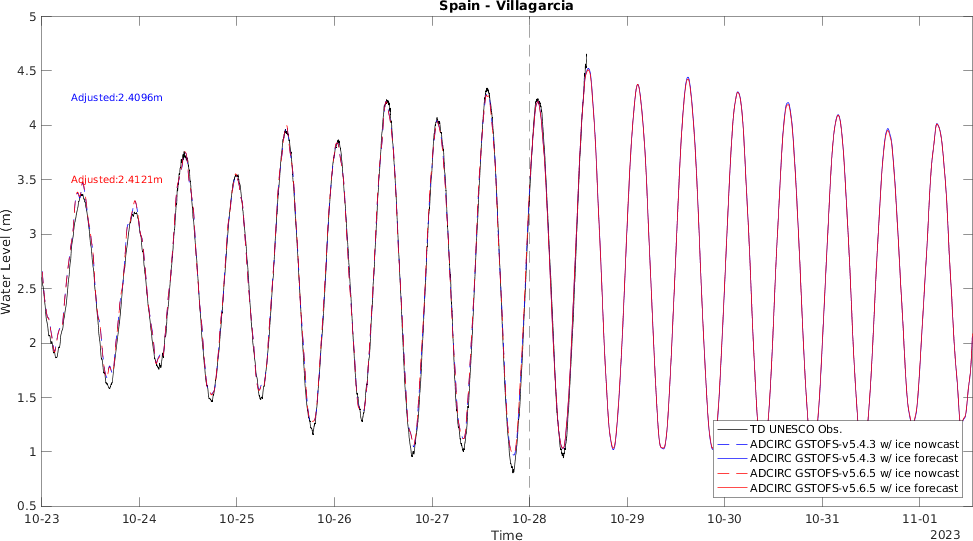 Spain - Villagarcia
5
4.5
4
3.5
3
2.5
2
1.5
1
0.5
Water Level (m)
Adjusted:2.4096m
Adjusted:2.4121m
TD UNESCO Obs.
ADCIRC GSTOFS-v5.4.3 w/ ice nowcast
ADCIRC GSTOFS-v5.4.3 w/ ice forecast
ADCIRC GSTOFS-v5.6.5 w/ ice nowcast
ADCIRC GSTOFS-v5.6.5 w/ ice forecast
10-23 10-24 10-25 10-26 10-27 10-28 10-29 10-30 10-31 11-01
Time
2023